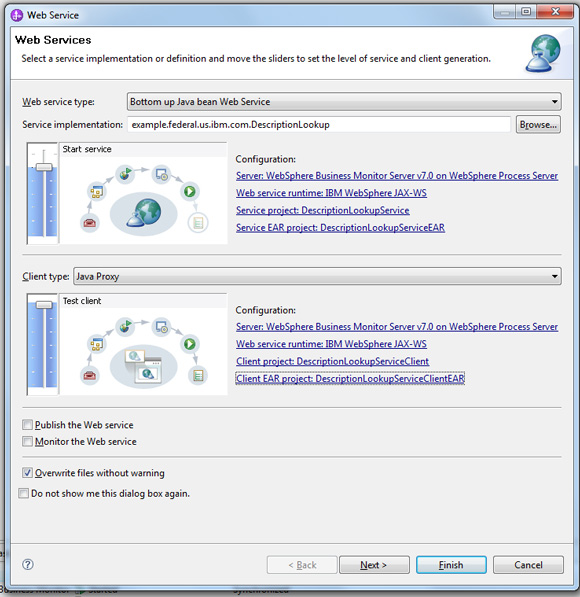 Web Service
Web Services
Select a service implementation or definition and move the sliders to set the level of service and client generation.
Web service type: Bottom up Java bean Web Service
Service implementation: example.federal.us.ibm.com.DescriptionLookup Browse...
Start service
Configuration:
Server: WebSphere Business Monitor Server v7.0 on WebSphere Process Server
Web service runtime: IBM WebSphere JAX-WS
Service project: DescriptionLookupService
Service EAR project: DescriptionLookupServiceEAR
Client type: Java Proxy
Test client
Configuration:
Server: WebSphere Business Monitor Server v7.0 on WebSphere Process Server
Web service runtime: IBM WebSphere JAX-WS
Client project: DescriptionLookupServiceClient
Client EAR project: DescriptionLookupServiceClientEAR
Publish the Web service
Monitor the Web service
Overwrite files without warning
Do not show me this dialog box again.
< Back Next > Finish Cancel